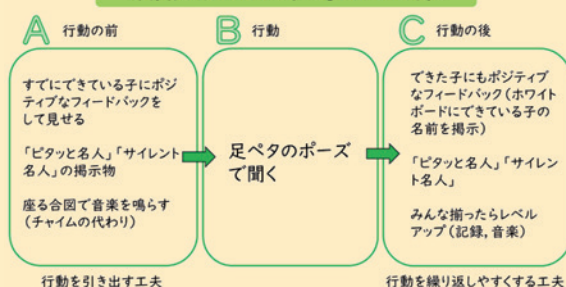 A 行動の前
すでにできている子にポジ
ティブなフィードバックを
して見せる
「ピタッと名人」「サイレント
名人」の掲示物
座る合図で音楽を鳴らす
(チャイムの代わり)
行動を引き出す工夫
B 行動
足ペタのポーズ
で聞く
C 行動の後
できた子にもポジティブ
なフィードバック(ホワイト
ボードにできている子の
名前を掲示)
「ピタッと名人」「サイレン
ト名人」
みんな揃ったらレベル
アップ(記録,音楽)
行動を繰り返しやすくする工夫